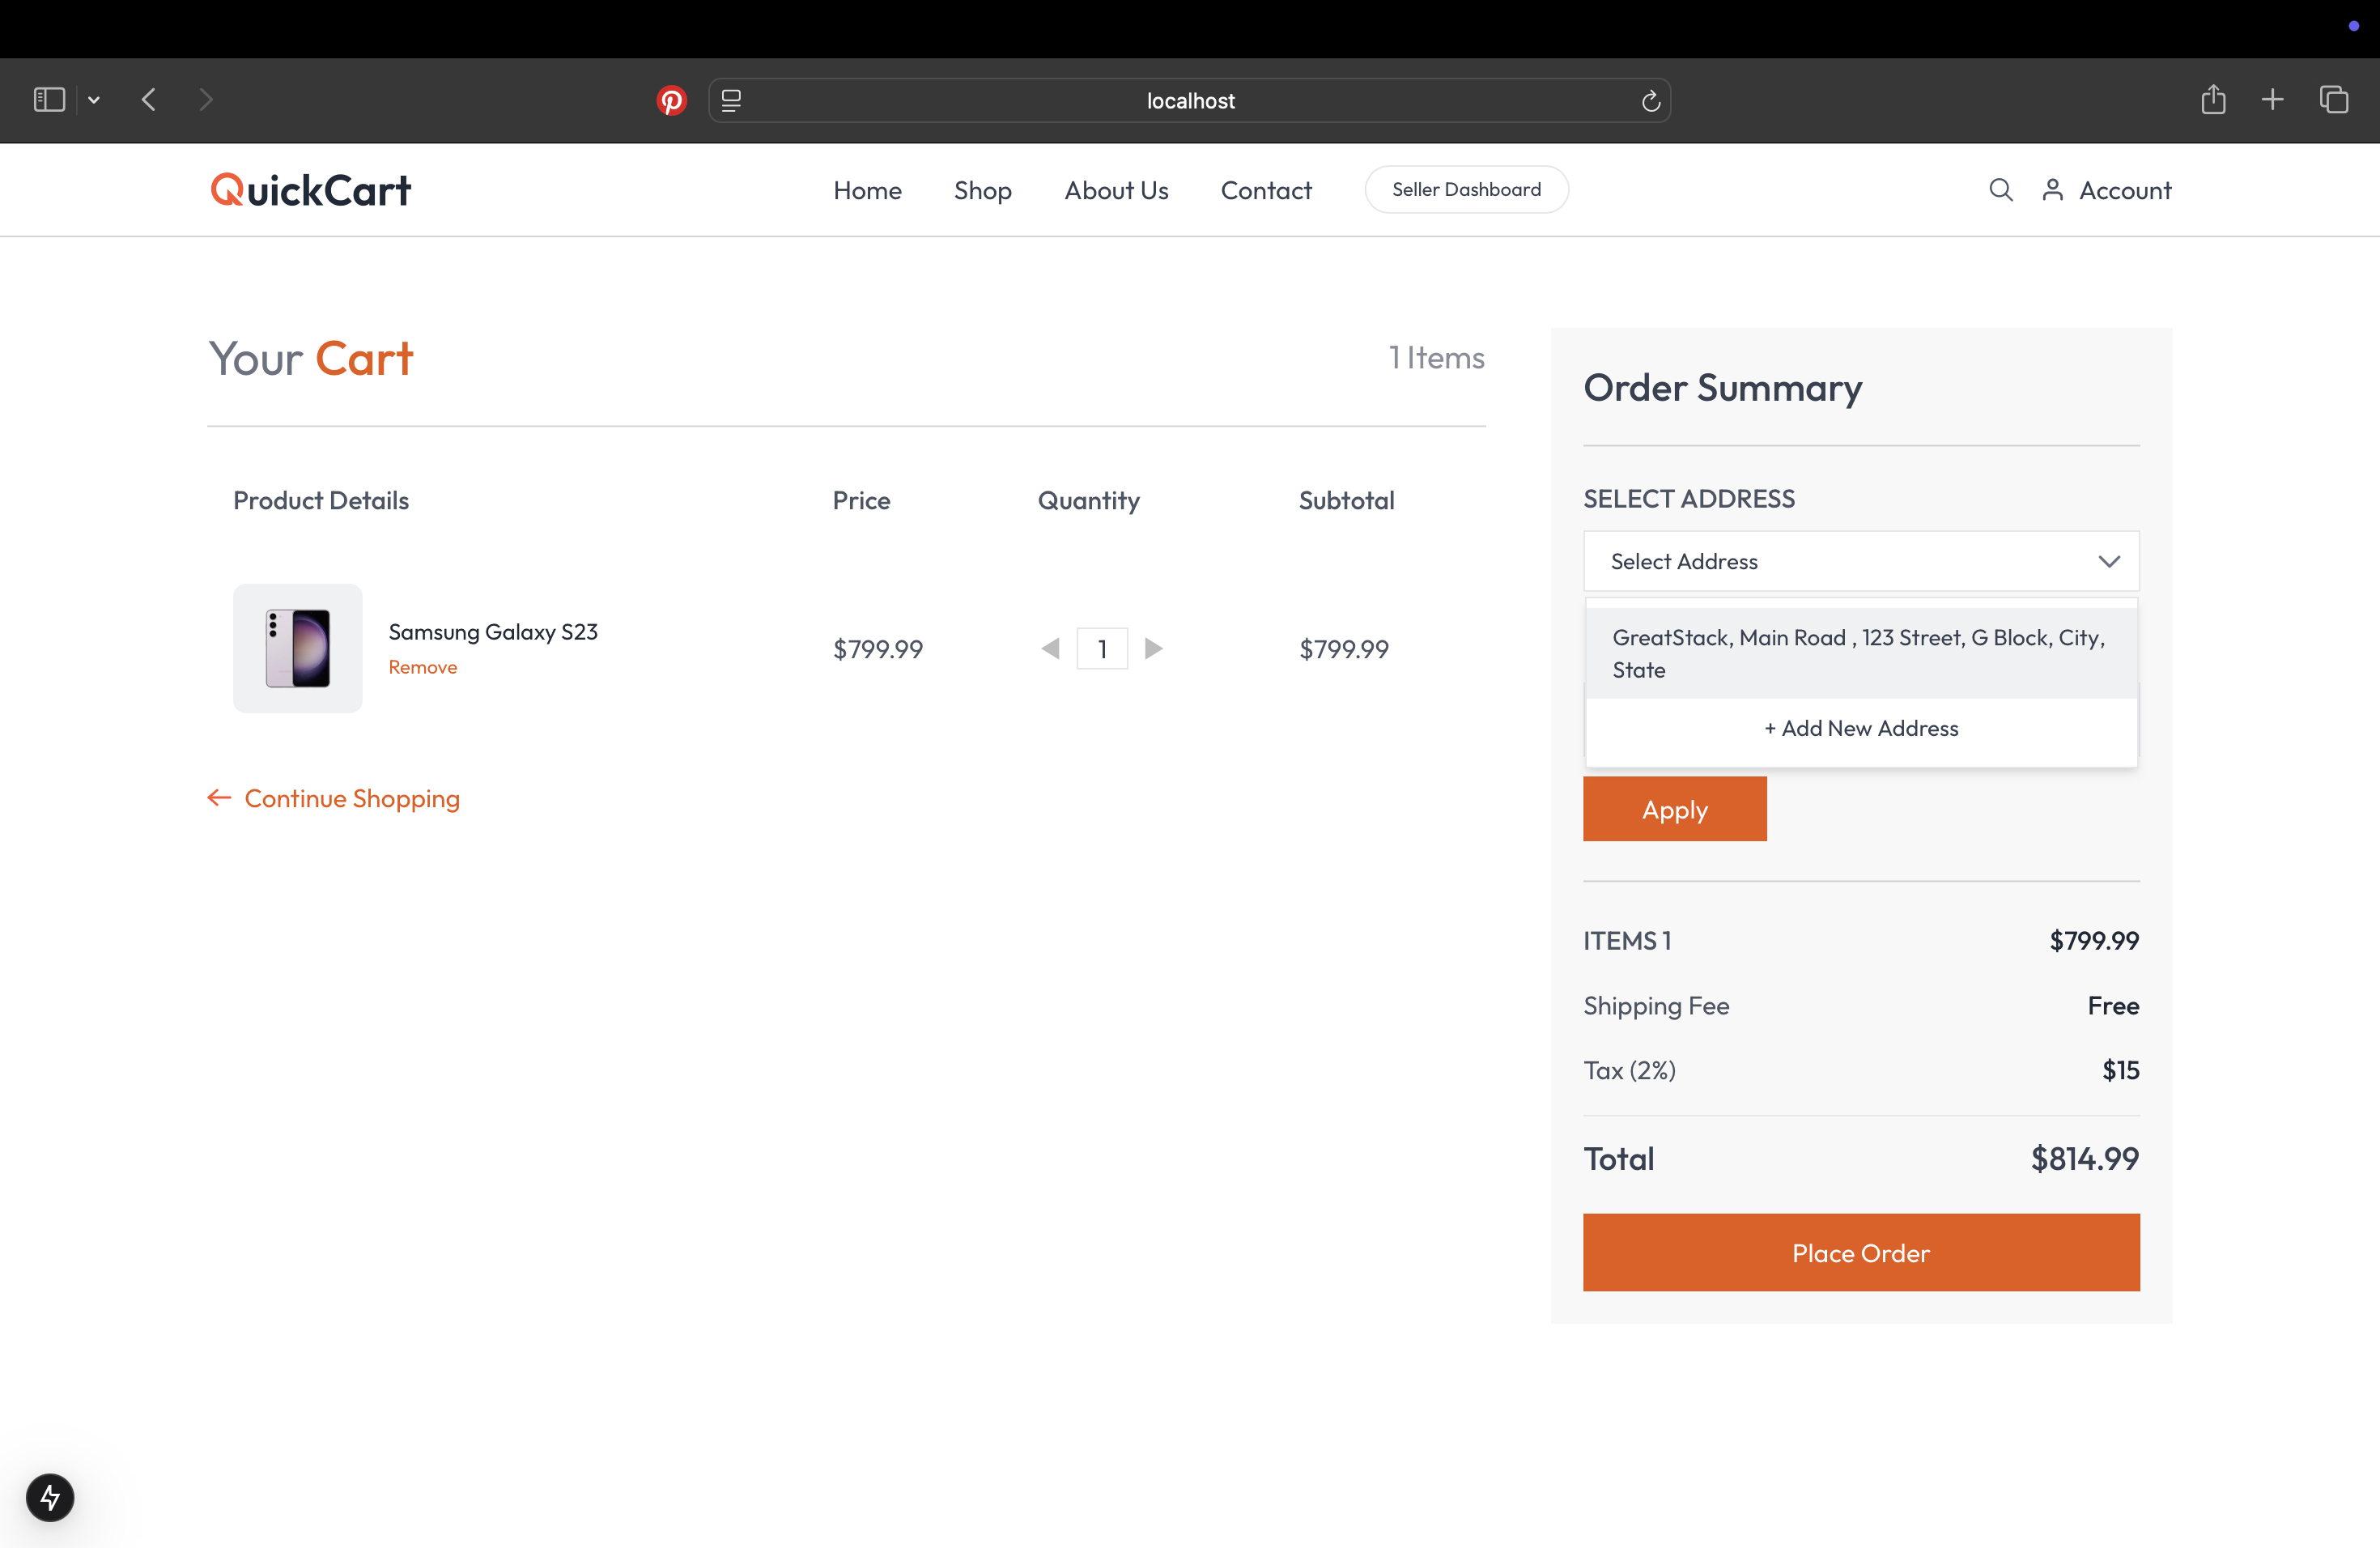 localhost
QuickCart
Home Shop About Us Contact Seller Dashboard Account
Your Cart 1 Items
Product Details Price Quantity Subtotal
Samsung Galaxy S23
Remove
$799.99 1 $799.99
Continue Shopping
Order Summary
SELECT ADDRESS
Select Address
GreatStack, Main Road , 123 Street, G Block, City,
State
+ Add New Address
Apply
ITEMS 1 $799.99
Shipping Fee Free
Tax (2%) $15
Total $814.99
Place Order